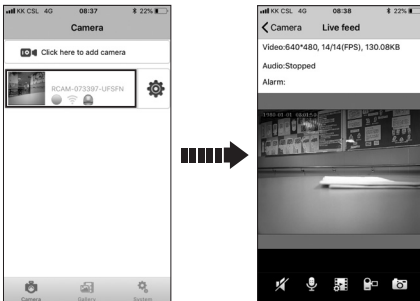 KK CSL 4G 08:37 22%
Camera
Click here to add camera
RCAM-073397-UFSFN
Camera Gallery System
KK CSL 4G 08:38 22%
Camera Live feed
Video:640*480, 14/14(FPS), 130.08KB
Audio:Stopped
Alarm: